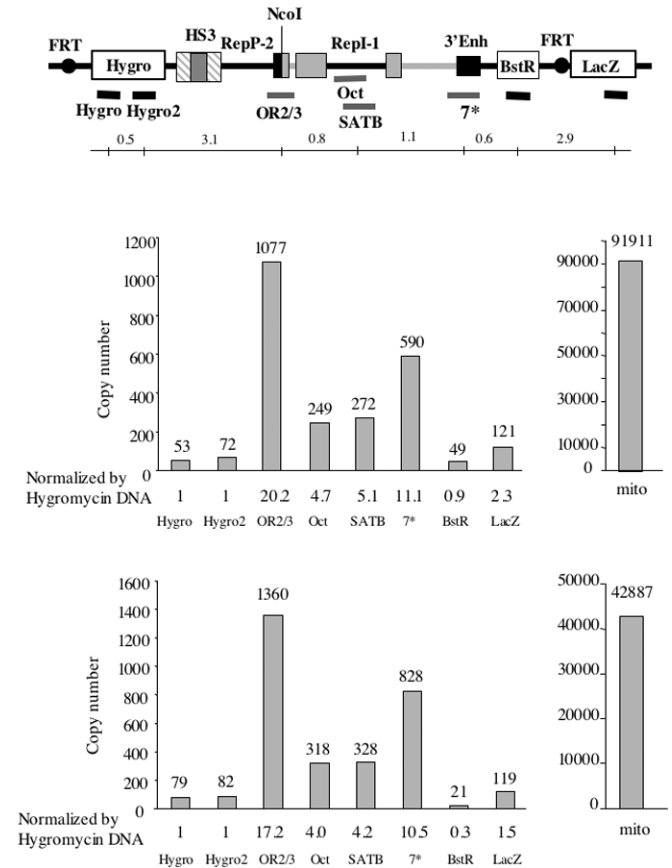 NcoI
FRT HS3 RepP-2 RepI-1 3'Enh FRT
Hygro BstR LacZ
Hygro Hygro2 OR2/3 Oct 7*
SATB
0.5 3.1 0.8 1.1 0.6 2.9
1200
1000
800
600
400
200
0
Copy number
53 72 1077 249 272 590 49 121
Normalized by
Hygromycin DNA
1 1 20.2 4.7 5.1 11.1 0.9 2.3
Hygro Hygro2 OR2/3 Oct SATB 7* BstR LacZ
91911
90000
50000
30000
10000
0
mito
1600
1400
1200
1000
800
600
400
200
0
Copy number
79 82 1360 318 328 828 21 119
Normalized by
Hygromycin DNA
1 1 17.2 4.0 4.2 10.5 0.3 1.5
Hygro Hygro2 OR2/3 Oct SATB 7* BstR LacZ
50000
42887
40000
30000
20000
10000
0
mito